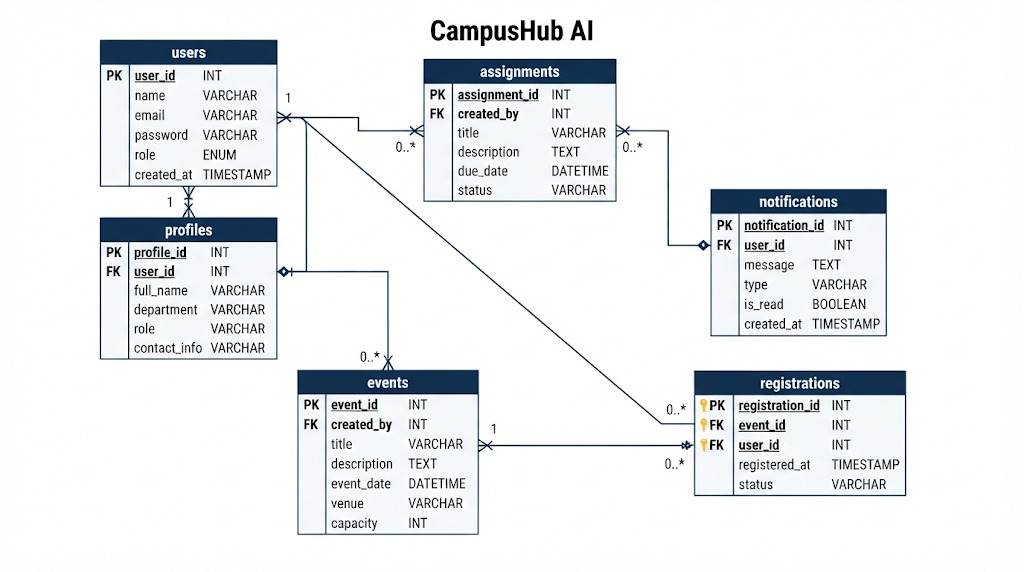 CampusHub AI
users
PK user_id INT
name VARCHAR
email VARCHAR
password VARCHAR
role ENUM
created_at TIMESTAMP
1
1
profiles
PK profile_id INT
FK user_id INT
full_name VARCHAR
department VARCHAR
role VARCHAR
contact_info VARCHAR
assignments
PK assignment_id INT
FK created_by INT
title VARCHAR
description TEXT
due_date DATETIME
status VARCHAR
0..*
0..*
notifications
PK notification_id INT
FK user_id INT
message TEXT
type VARCHAR
is_read BOOLEAN
created_at TIMESTAMP
0..*
events
PK event_id INT
FK created_by INT
title VARCHAR
description TEXT
event_date DATETIME
venue VARCHAR
capacity INT
1
0..*
0..*
registrations
PK registration_id INT
FK event_id INT
FK user_id INT
registered_at TIMESTAMP
status VARCHAR